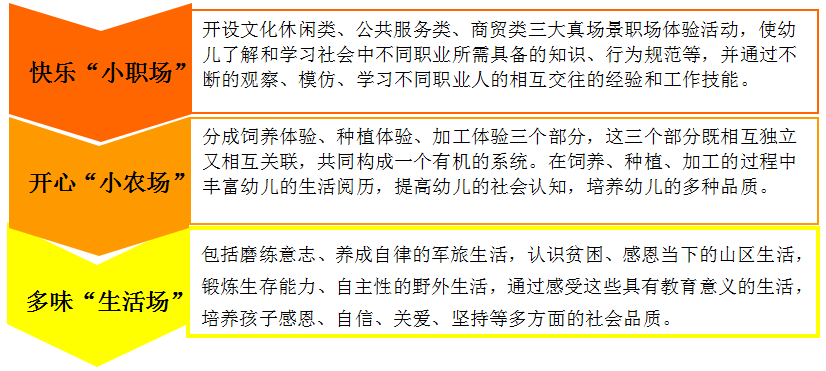 快乐“小职场”
开设文化休闲类、公共服务类、商贸类三大真场景职场体验活动，使幼
儿了解和学习社会中不同职业所需具备的知识、行为规范等，并通过不
断的观察、模仿、学习不同职业人的相互交往的经验和工作技能。
开心“小农场”
分成饲养体验、种植体验、加工体验三个部分，这三个部分既相互独立
又相互关联，共同构成一个有机的系统。在饲养、种植、加工的过程中
丰富幼儿的生活阅历，提高幼儿的社会认知，培养幼儿的多种品质。
多味“生活场”
包括磨练意志、养成自律的军旅生活，认识贫困、感恩当下的山区生活，
锻炼生存能力、自主性的野外生活，通过感受这些具有教育意义的生活，
培养孩子感恩、自信、关爱、坚持等多方面的社会品质。